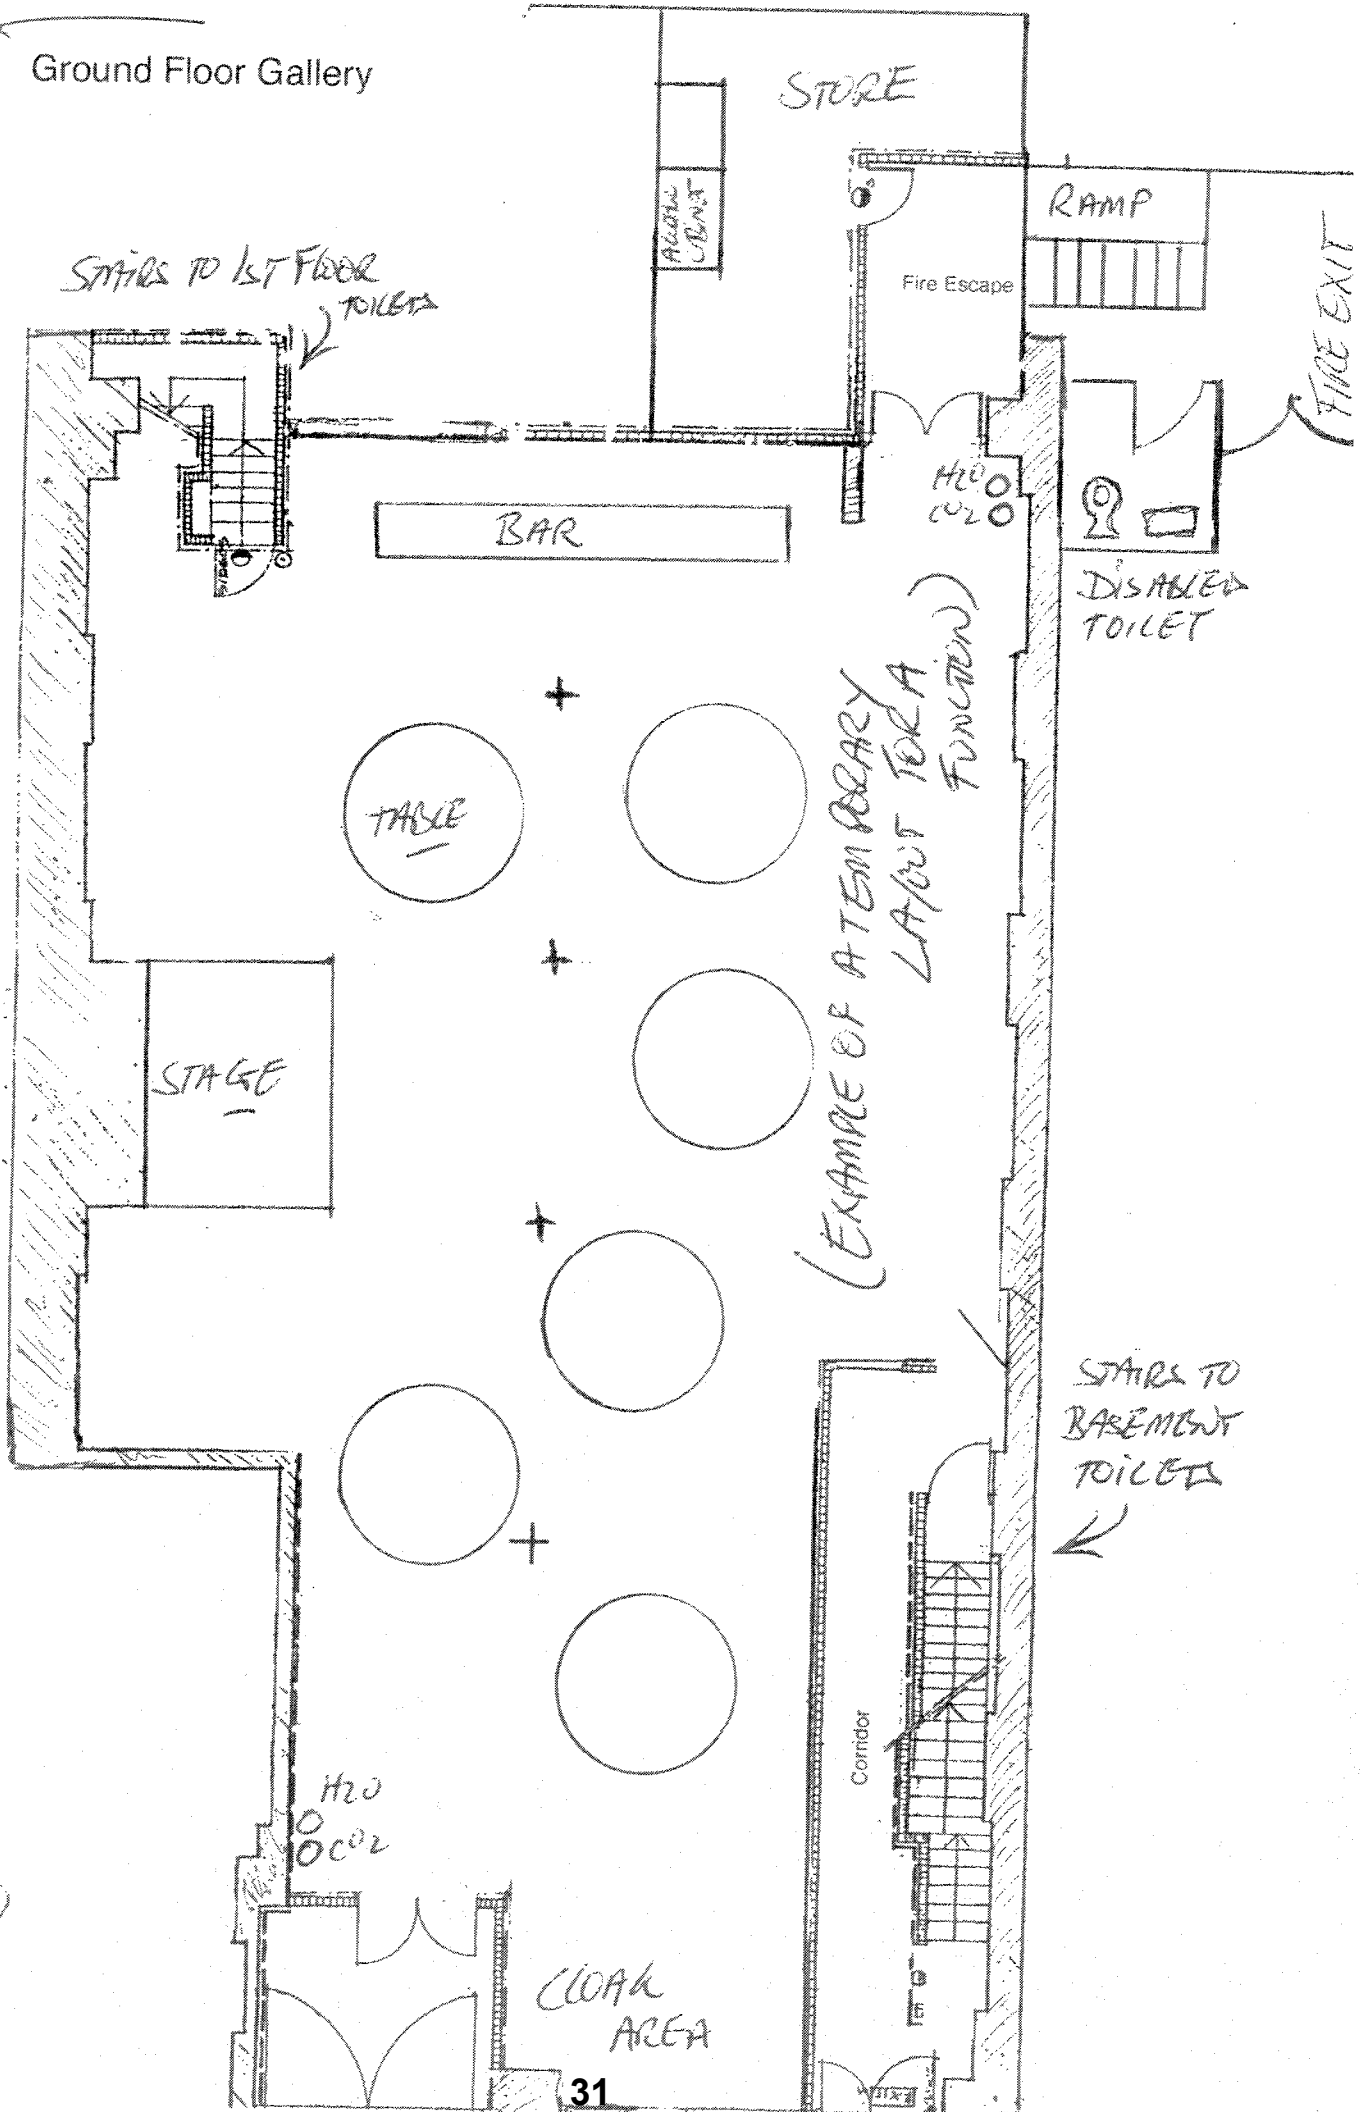 Ground Floor Gallery
STORE
RAMP
FIRE EXIT
Fire Escape
STAIRS TO 1ST FLOOR
TOILETS
BAR
H2O
CO2
DISABLED
TOILET
TABLE
(EXAMPLE OF A TEMPORARY
LAYOUT FOR A
FUNCTION)
STAGE
STAIRS TO
BASEMENT
TOILETS
Corridor
H2O
CO2
CLOAK
AREA
31